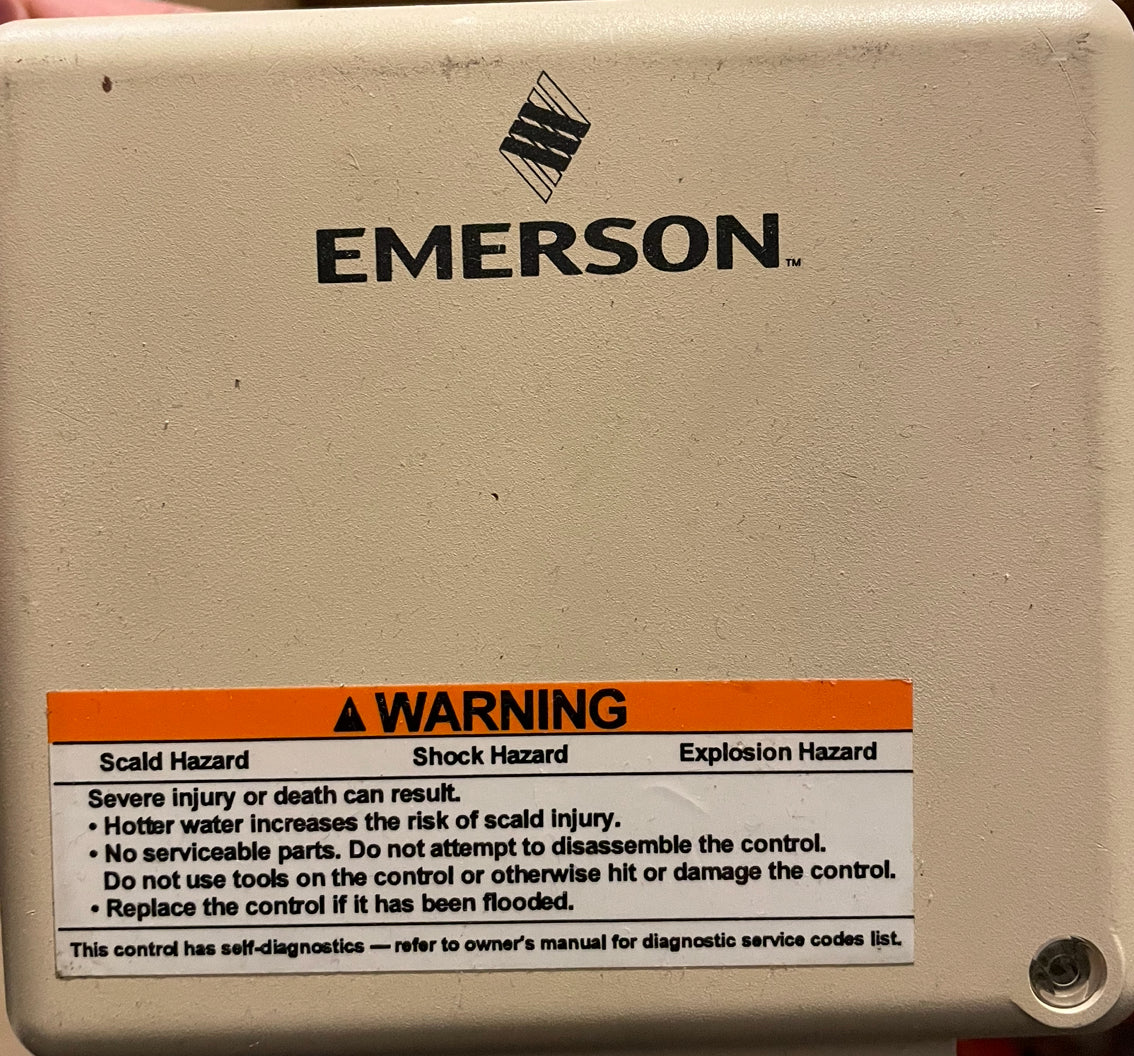 EMERSON™
⚠ WARNING
Scald Hazard Shock Hazard Explosion Hazard
Severe injury or death can result.
• Hotter water increases the risk of scald injury.
• No serviceable parts. Do not attempt to disassemble the control.
Do not use tools on the control or otherwise hit or damage the control.
• Replace the control if it has been flooded.
This control has self-diagnostics — refer to owner's manual for diagnostic service codes list.